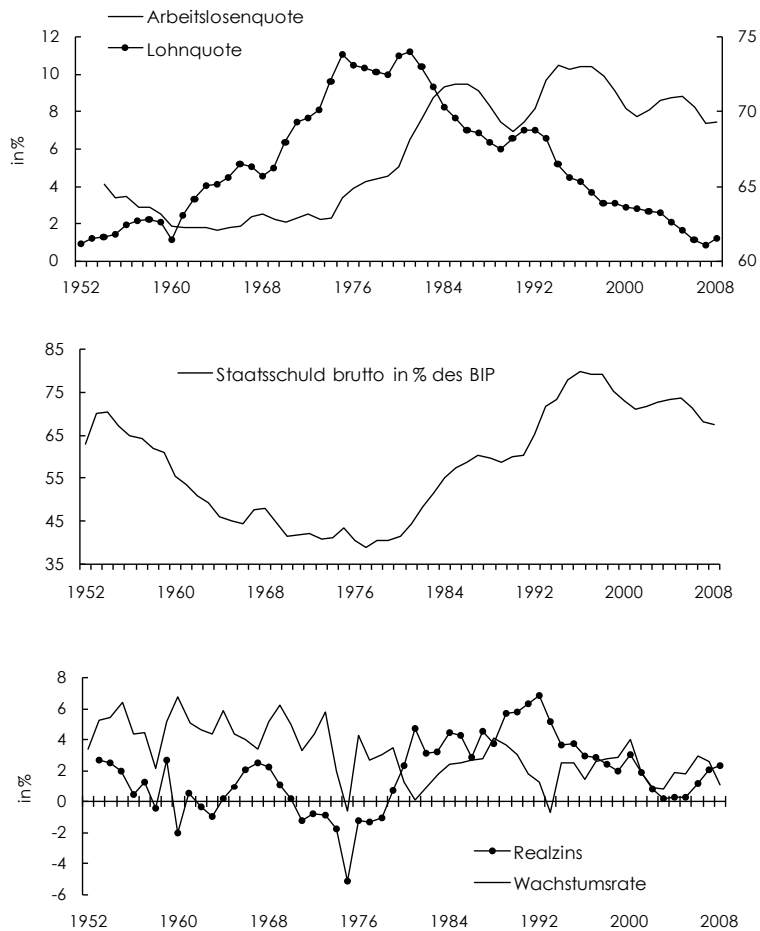 Arbeitslosenquote
Lohnquote
12 75
10
8 70
6
4 65
2
0 60
in%
1952 1960 1968 1976 1984 1992 2000 2008
85
Staatsschuld brutto in % des BIP
75
65
55
45
35
1952 1960 1968 1976 1984 1992 2000 2008
8
6
4
2
0
-2
-4
-6
in%
Realzins
Wachstumsrate
1952 1960 1968 1976 1984 1992 2000 2008